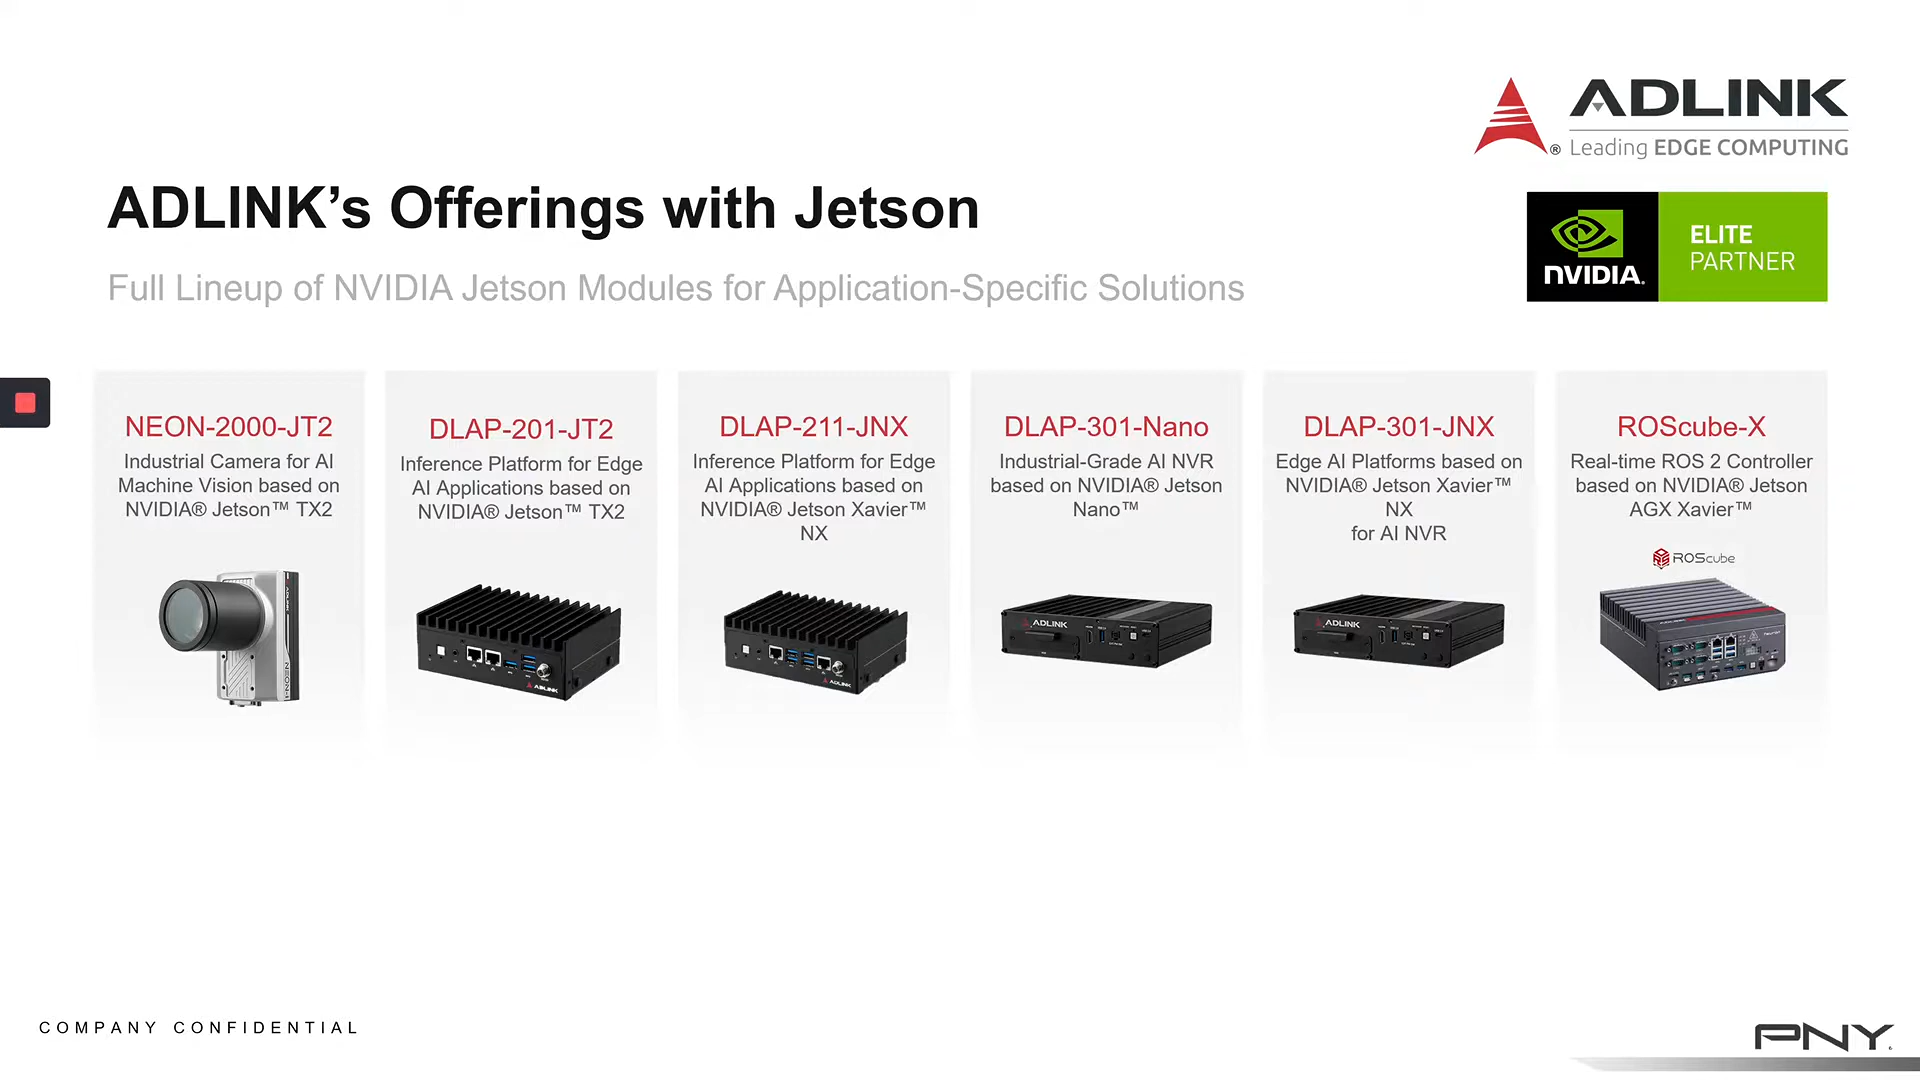 ADLINK
® Leading EDGE COMPUTING
ADLINK’s Offerings with Jetson
NVIDIA.
ELITE
PARTNER
Full Lineup of NVIDIA Jetson Modules for Application-Specific Solutions
NEON-2000-JT2
Industrial Camera for AI
Machine Vision based on
NVIDIA® Jetson™ TX2
NEON-
DLAP-201-JT2
Inference Platform for Edge
AI Applications based on
NVIDIA® Jetson™ TX2
ADLINK
DLAP-211-JNX
Inference Platform for Edge
AI Applications based on
NVIDIA® Jetson Xavier™
NX
ADLINK
DLAP-301-Nano
Industrial-Grade AI NVR
based on NVIDIA® Jetson
Nano™
ADLINK
DLAP-301-JNX
Edge AI Platforms based on
NVIDIA® Jetson Xavier™
NX
for AI NVR
ADLINK
ROScube-X
Real-time ROS 2 Controller
based on NVIDIA® Jetson
AGX Xavier™
ROScube
COMPANY CONFIDENTIAL
PNY.